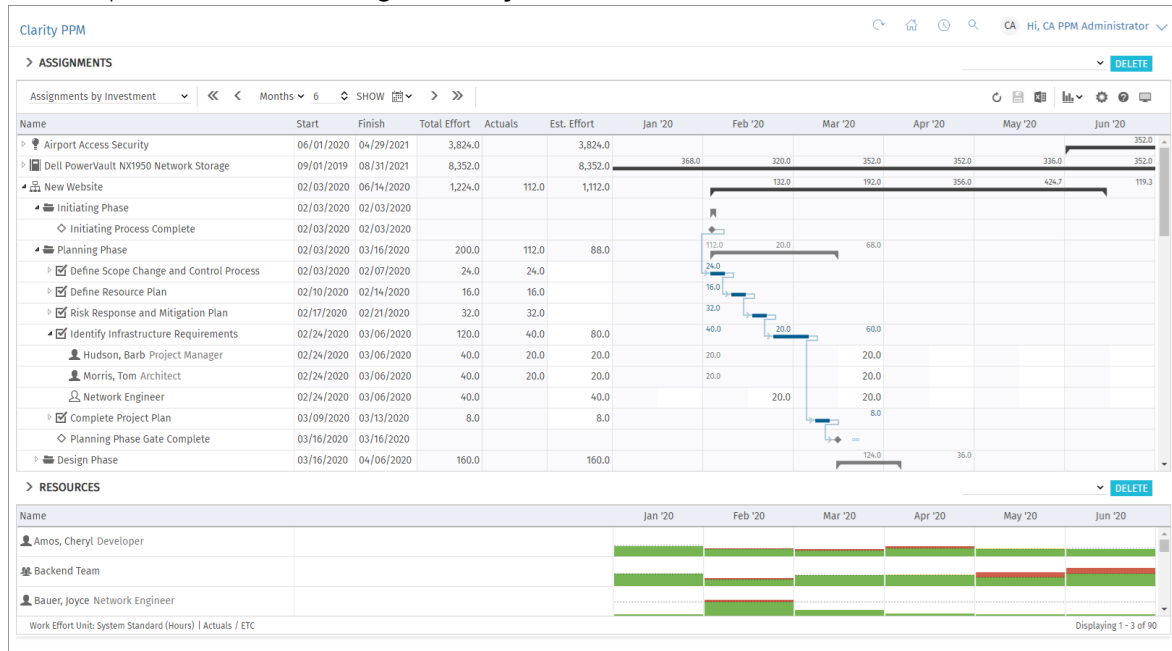 Clarity PPM CA Hi, CA PPM Administrator
ASSIGNMENTS DELETE
Assignments by Investment Months 6 SHOW
Name Start Finish Total Effort Actuals Est. Effort Jan '20 Feb '20 Mar '20 Apr '20 May '20 Jun '20
Airport Access Security 06/01/2020 04/29/2021 3,824.0 3,824.0 352.0
Dell PowerVault NX1950 Network Storage 09/01/2019 08/31/2021 8,352.0 8,352.0 368.0 320.0 352.0 352.0 336.0 352.0
New Website 02/03/2020 06/14/2020 1,224.0 112.0 1,112.0 132.0 192.0 356.0 424.7 119.3
Initiating Phase 02/03/2020 02/03/2020
Initiating Process Complete 02/03/2020 02/03/2020
Planning Phase 02/03/2020 03/16/2020 200.0 112.0 88.0 112.0 20.0 68.0
Define Scope Change and Control Process 02/03/2020 02/07/2020 24.0 24.0 24.0
Define Resource Plan 02/10/2020 02/14/2020 16.0 16.0 16.0
Risk Response and Mitigation Plan 02/17/2020 02/21/2020 32.0 32.0 32.0
Identify Infrastructure Requirements 02/24/2020 03/06/2020 120.0 40.0 80.0 40.0 20.0 60.0
Hudson, Barb Project Manager 02/24/2020 03/06/2020 40.0 20.0 20.0 20.0 20.0
Morris, Tom Architect 02/24/2020 03/06/2020 40.0 20.0 20.0 20.0 20.0
Network Engineer 02/24/2020 03/06/2020 40.0 40.0 20.0 20.0
Complete Project Plan 03/09/2020 03/13/2020 8.0 8.0 8.0
Planning Phase Gate Complete 03/16/2020 03/16/2020
Design Phase 03/16/2020 04/06/2020 160.0 160.0 124.0 36.0
RESOURCES DELETE
Name Jan '20 Feb '20 Mar '20 Apr '20 May '20 Jun '20
Amos, Cheryl Developer
Backend Team
Bauer, Joyce Network Engineer
Work Effort Unit: System Standard (Hours) | Actuals / ETC Displaying 1 - 3 of 90